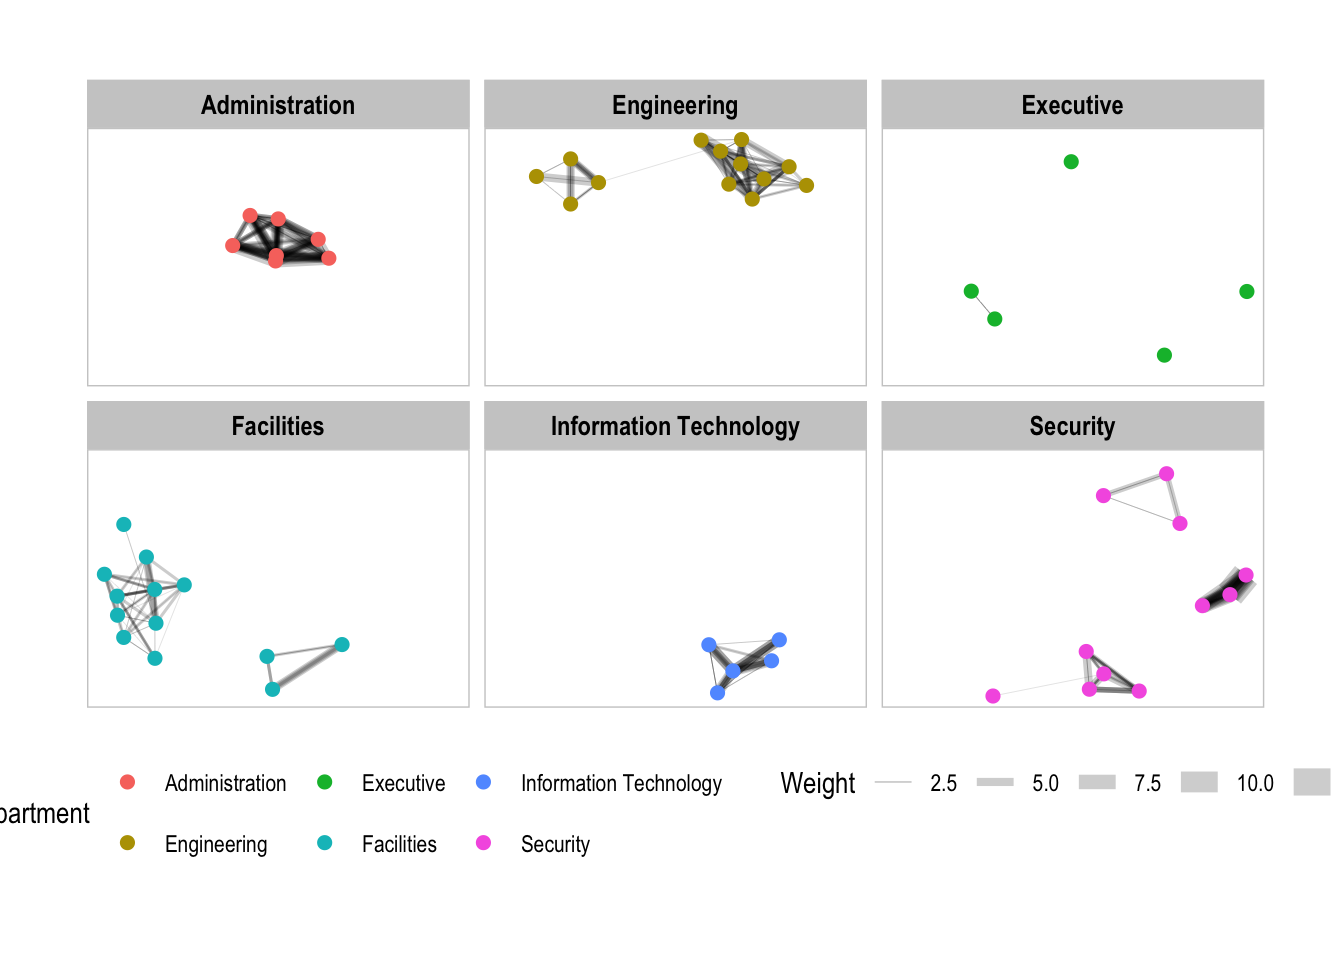 Administration
Engineering
Executive
Facilities
Information Technology
Security
partment
Administration
Executive
Information Technology
Engineering
Facilities
Security
Weight
2.5
5.0
7.5
10.0